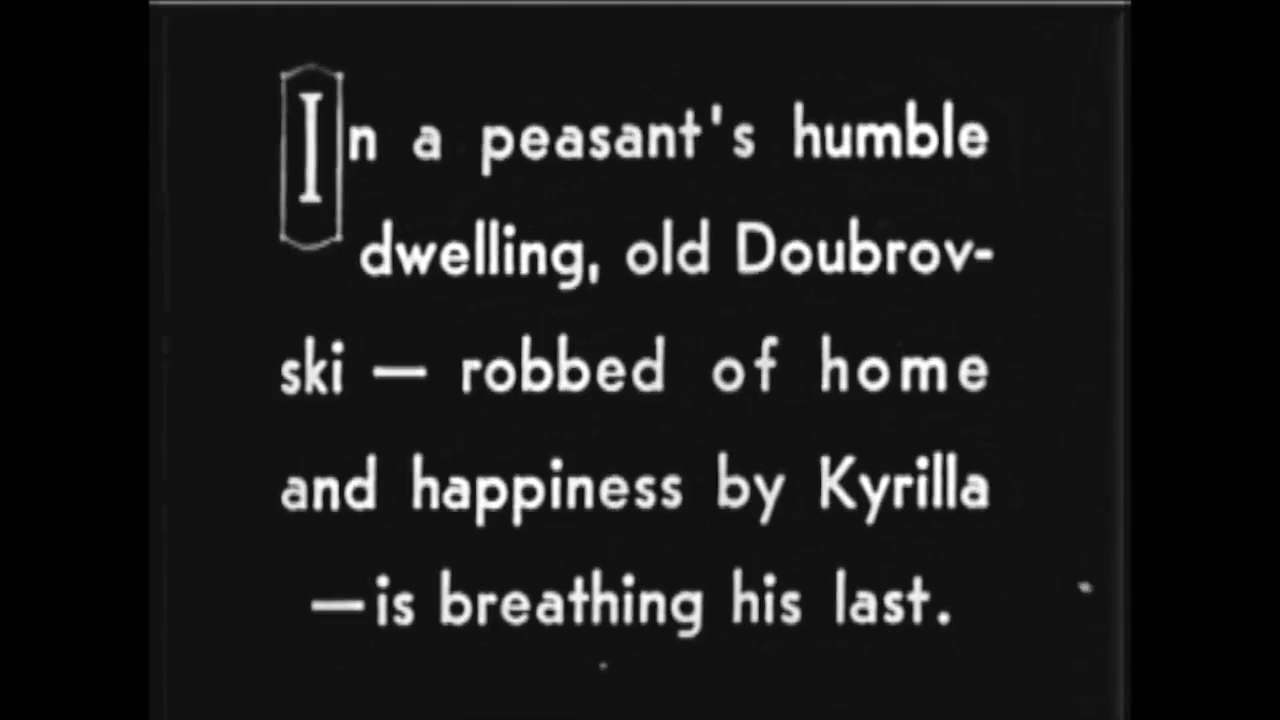 In a peasant's humble
dwelling, old Doubrov-
ski — robbed of home
and happiness by Kyrilla
— is breathing his last.